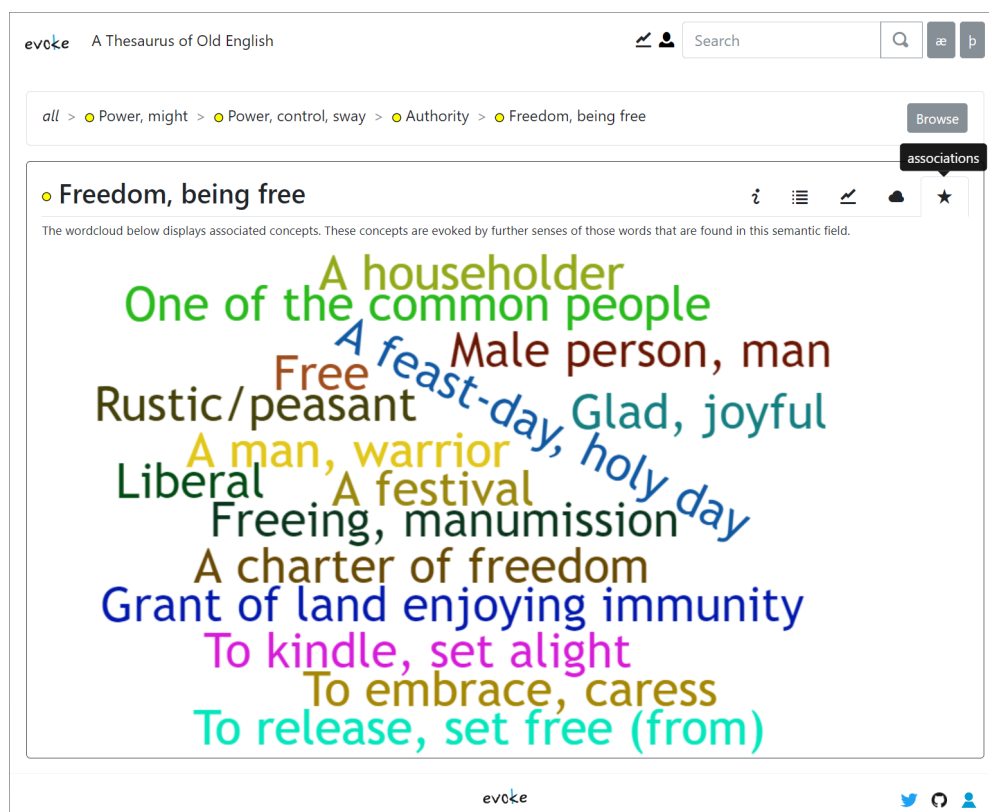 evoke A Thesaurus of Old English Search æ þ
all > Power, might > Power, control, sway > Authority > Freedom, being free Browse
associations
Freedom, being free i
The wordcloud below displays associated concepts. These concepts are evoked by further senses of those words that are found in this semantic field.
A householder
One of the common people
A feast-day, holy day
Male person, man
Free
Rustic/peasant
Glad, joyful
A man, warrior
Liberal
A festival
Freeing, manumission
A charter of freedom
Grant of land enjoying immunity
To kindle, set alight
To embrace, caress
To release, set free (from)
evoke